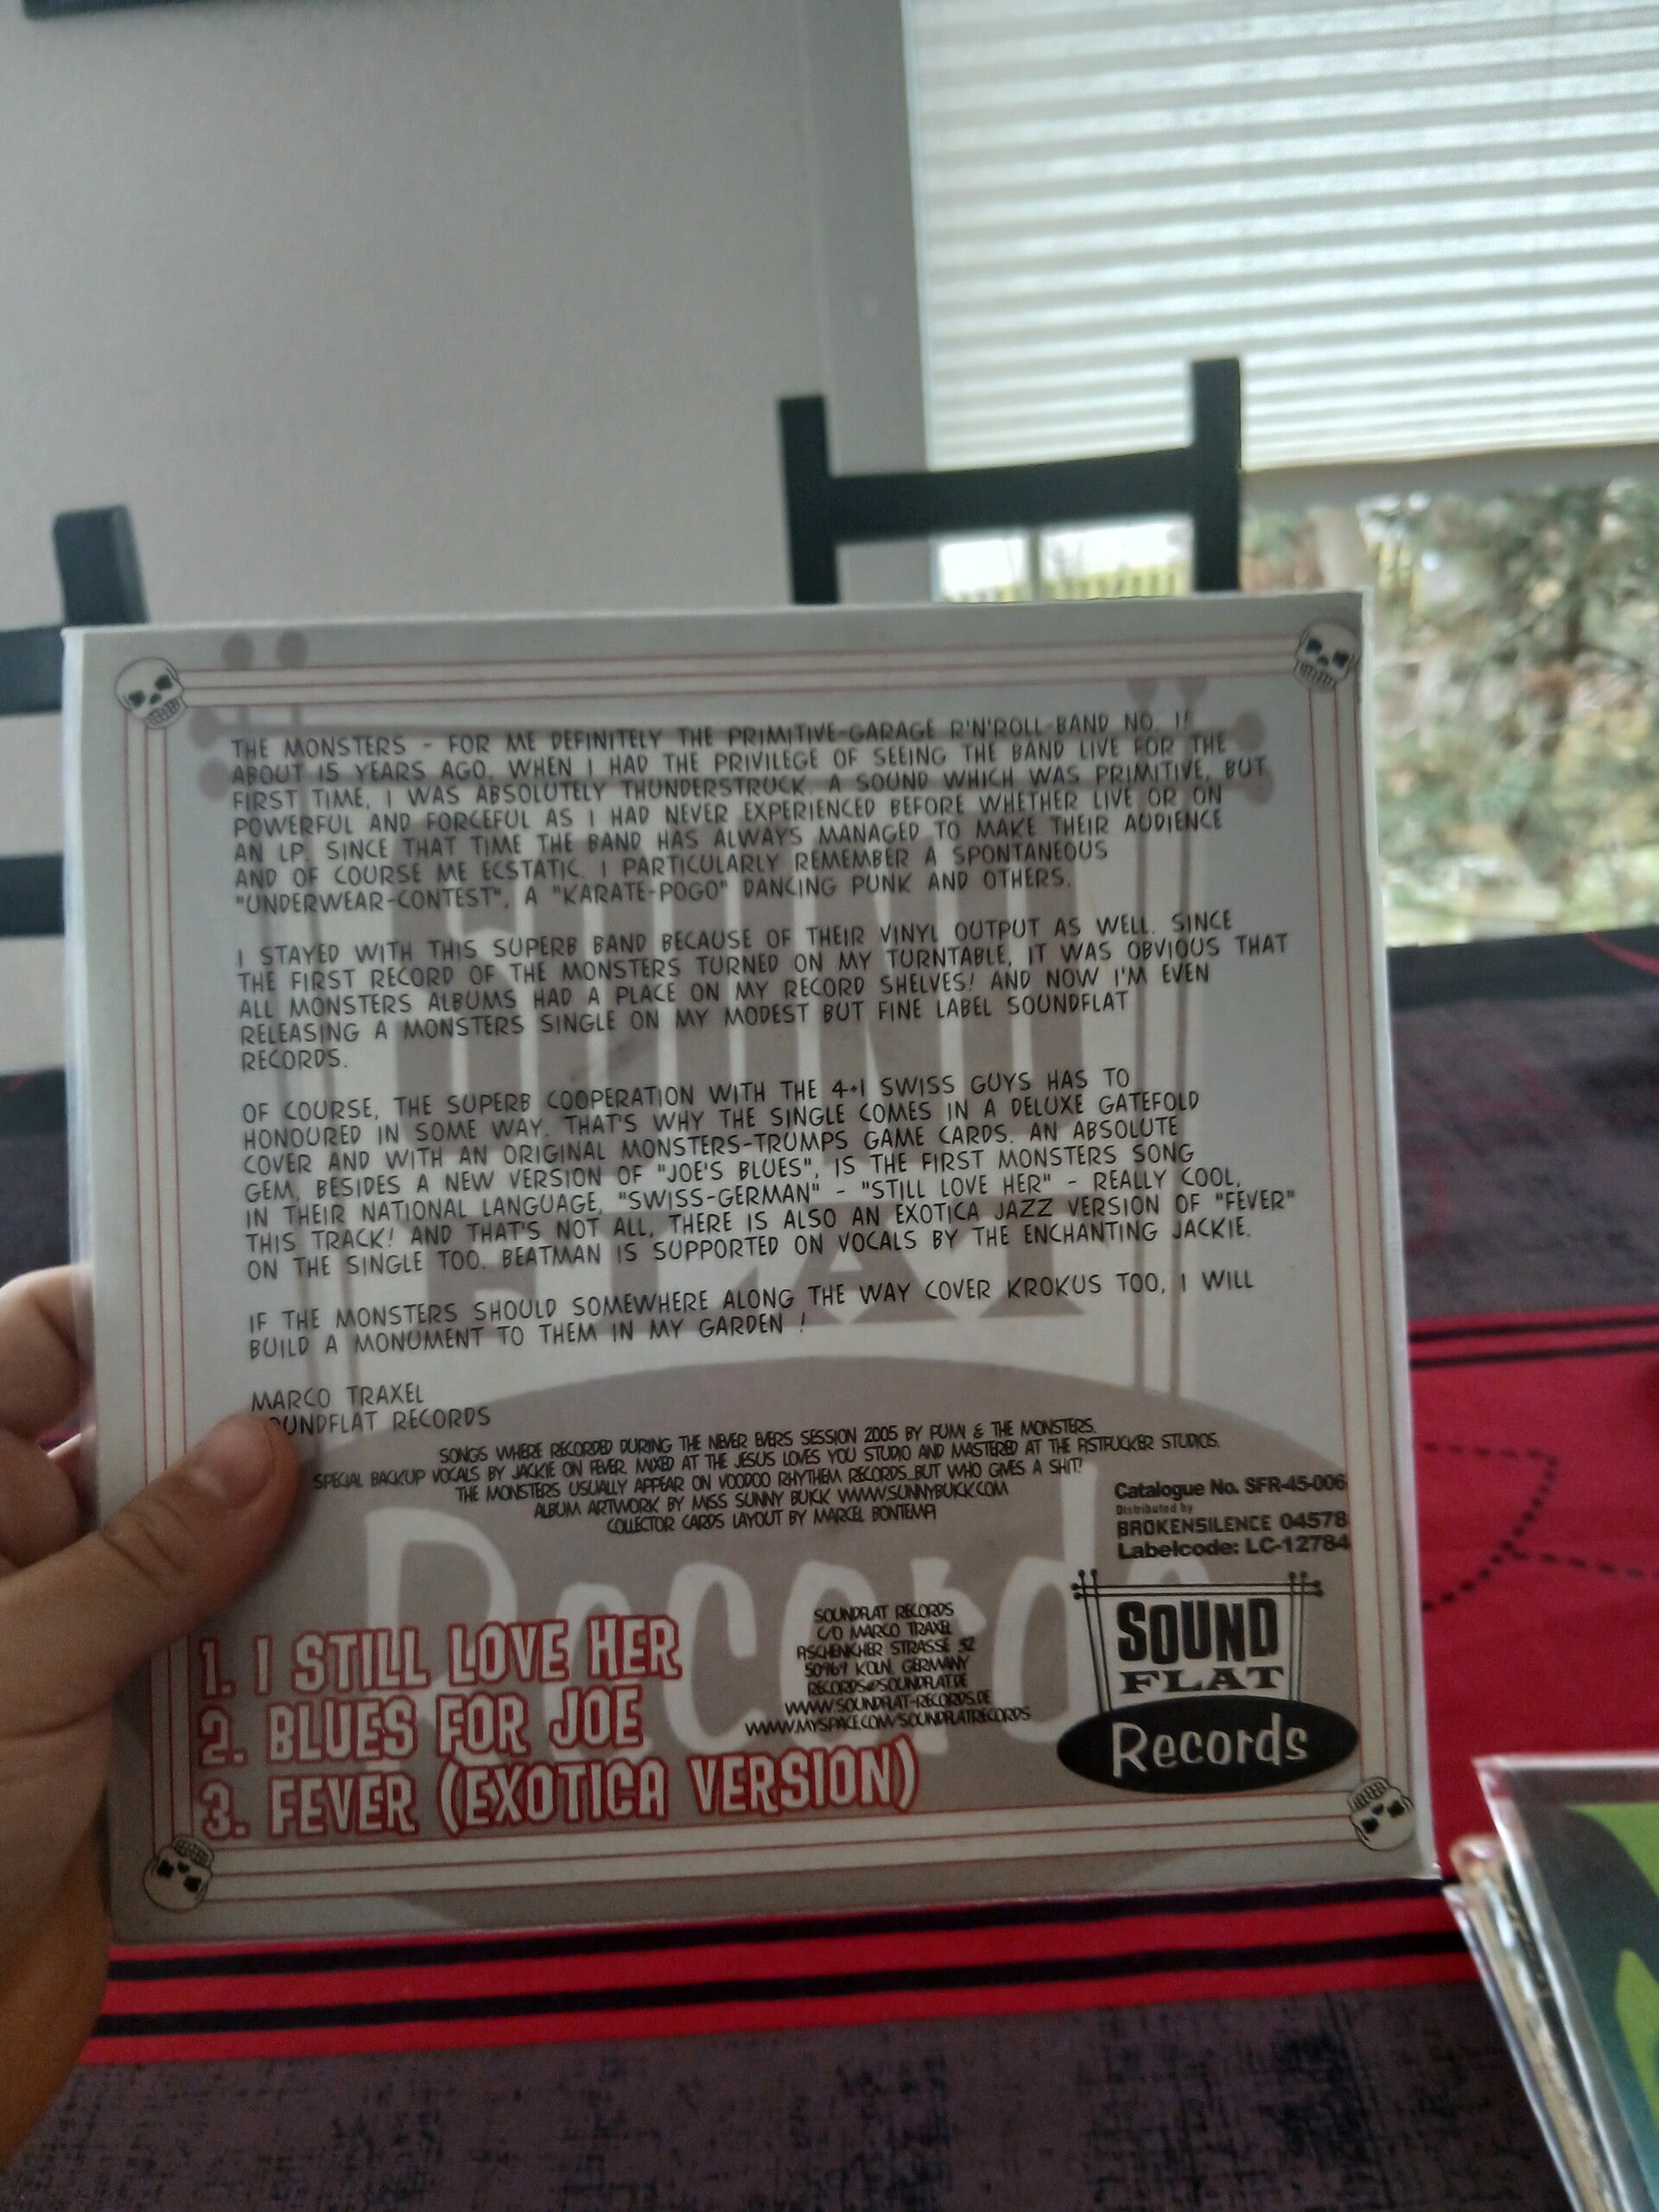 THE MONSTERS - FOR ME DEFINITELY THE PRIMITIVE-GARAGE R'N'ROLL-BAND NO. 1!
ABOUT 15 YEARS AGO, WHEN I HAD THE PRIVILEGE OF SEEING THE BAND LIVE FOR THE
FIRST TIME, I WAS ABSOLUTELY THUNDERSTRUCK. A SOUND WHICH WAS PRIMITIVE, BUT
POWERFUL AND FORCEFUL AS I HAD NEVER EXPERIENCED BEFORE WHETHER LIVE OR ON
AN LP. SINCE THAT TIME THE BAND HAS ALWAYS MANAGED TO MAKE THEIR AUDIENCE
AND OF COURSE ME ECSTATIC. I PARTICULARLY REMEMBER A SPONTANEOUS
"UNDERWEAR-CONTEST", A "KARATE-POGO" DANCING PUNK AND OTHERS.
I STAYED WITH THIS SUPERB BAND BECAUSE OF THEIR VINYL OUTPUT AS WELL. SINCE
THE FIRST RECORD OF THE MONSTERS TURNED ON MY TURNTABLE, IT WAS OBVIOUS THAT
ALL MONSTERS ALBUMS HAD A PLACE ON MY RECORD SHELVES! AND NOW I'M EVEN
RELEASING A MONSTERS SINGLE ON MY MODEST BUT FINE LABEL SOUNDFLAT
RECORDS.
OF COURSE, THE SUPERB COOPERATION WITH THE 4+1 SWISS GUYS HAS TO
HONOURED IN SOME WAY. THAT'S WHY THE SINGLE COMES IN A DELUXE GATEFOLD
COVER AND WITH AN ORIGINAL MONSTERS-TRUMPS GAME CARDS. AN ABSOLUTE
GEM, BESIDES A NEW VERSION OF "JOE'S BLUES", IS THE FIRST MONSTERS SONG
IN THEIR NATIONAL LANGUAGE, "SWISS-GERMAN" - "STILL LOVE HER" - REALLY COOL,
THIS TRACK! AND THAT'S NOT ALL, THERE IS ALSO AN EXOTICA JAZZ VERSION OF "FEVER"
ON THE SINGLE TOO. BEATMAN IS SUPPORTED ON VOCALS BY THE ENCHANTING JACKIE.
IF THE MONSTERS SHOULD SOMEWHERE ALONG THE WAY COVER KROKUS TOO, I WILL
BUILD A MONUMENT TO THEM IN MY GARDEN !
MARCO TRAXEL
SOUNDFLAT RECORDS
SONGS WHERE RECORDED DURING THE NEVER EVERS SESSION 2005 BY PUMI & THE MONSTERS.
SPECIAL BACKUP VOCALS BY JACKIE ON FEVER. MIXED AT THE JESUS LOVES YOU STUDIO AND MASTERED AT THE FISTFUCKER STUDIOS.
THE MONSTERS USUALLY APPEAR ON VOODOO RHYTHEM RECORDS...BUT WHO GIVES A SHIT!
ALBUM ARTWORK BY MISS SUNNY BUICK WWW.SUNNYBUICK.COM
COLLECTOR CARDS LAYOUT BY MARCEL BONTEMPI
Catalogue No. SFR-45-006
Distributed by
BROKENSILENCE 04578
Labelcode: LC-12784
1. I STILL LOVE HER
2. BLUES FOR JOE
3. FEVER (EXOTICA VERSION)
SOUNDFLAT RECORDS
C/O MARCO TRAXEL
STRASSE 52
50969 KOLN, GERMANY
RECORDS@SOUNDFLAT.DE
WWW.SOUNDFLAT-RECORDS.DE
WWW.MYSPACE.COM/SOUNDFLATRECORDS
SOUND
FLAT
Records
SOUND
FLAT
Records